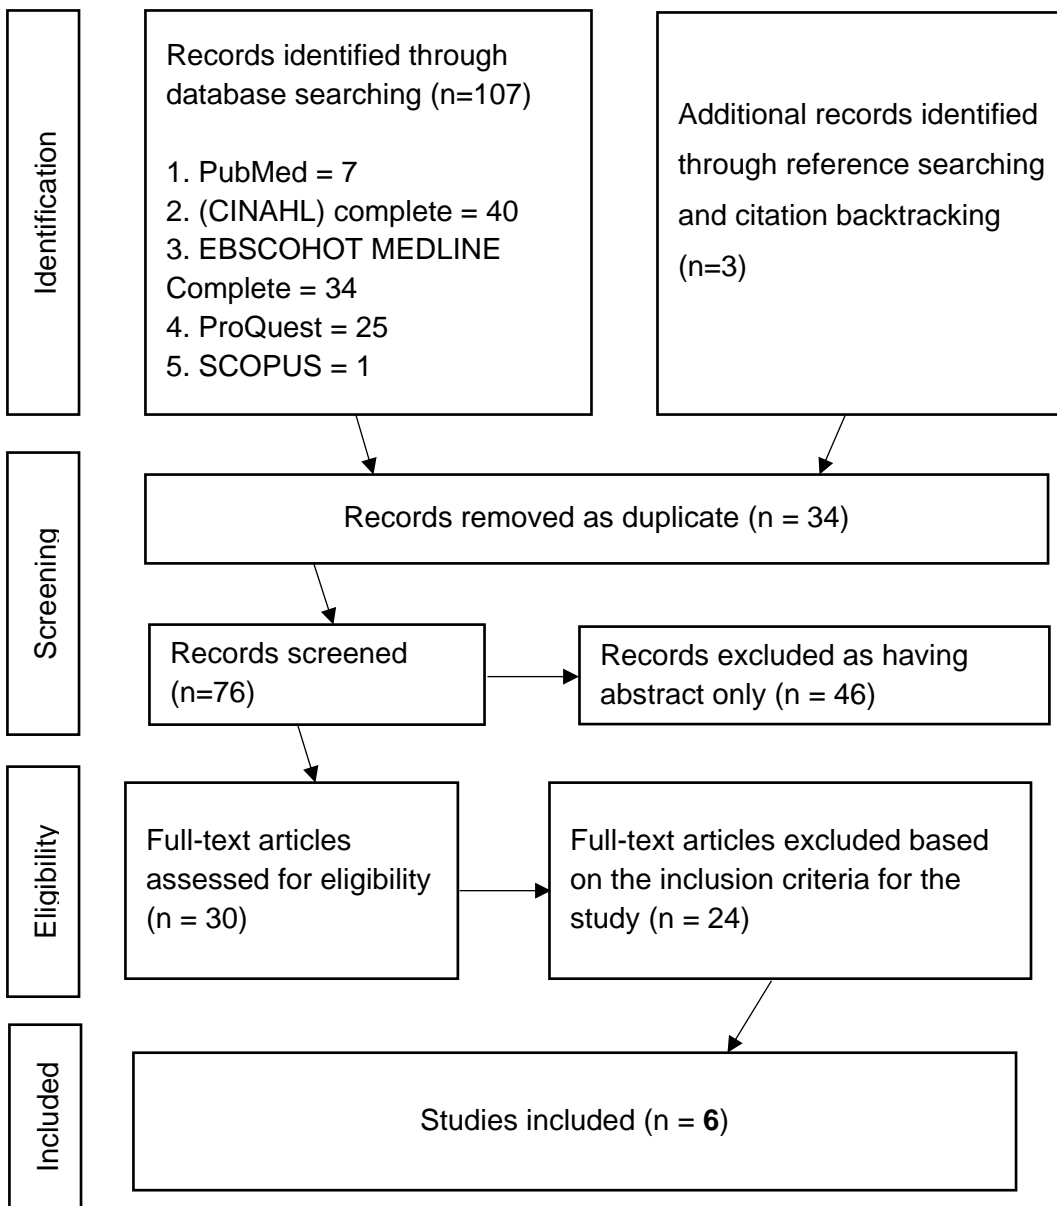 Identification
Records identified through
database searching (n=107)
1. PubMed = 7
2. (CINAHL) complete = 40
3. EBSCOHOT MEDLINE
Complete = 34
4. ProQuest = 25
5. SCOPUS = 1
Additional records identified
through reference searching
and citation backtracking
(n=3)
Screening
Records removed as duplicate (n = 34)
Records screened
(n=76)
Records excluded as having
abstract only (n = 46)
Eligibility
Full-text articles
assessed for eligibility
(n = 30)
Full-text articles excluded based
on the inclusion criteria for the
study (n = 24)
Included
Studies included (n = 6)